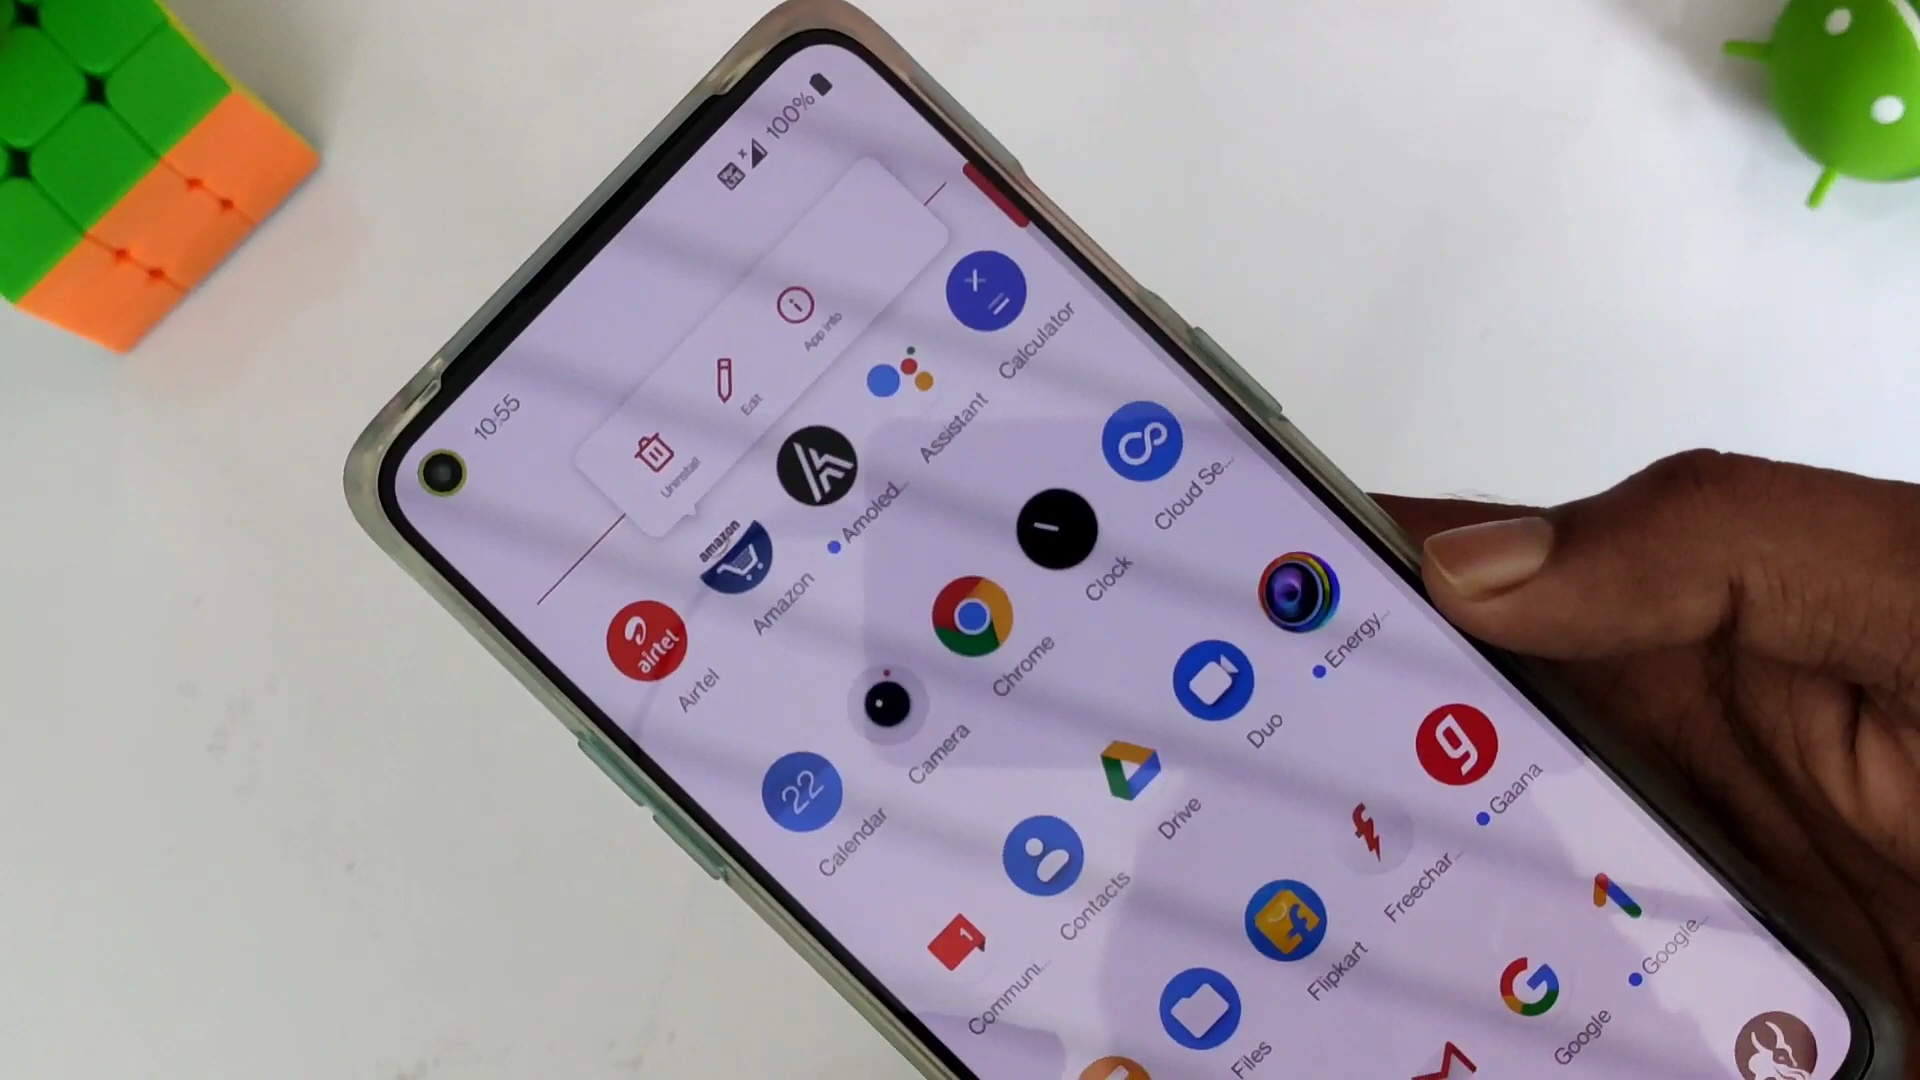 10:55
100%
Uninstall
Edit
App info
airtel
Airtel
amazon
Amazon
Amoled...
Assistant
Calculator
22
Calendar
Camera
Chrome
Clock
Cloud Se...
1
Communi...
Contacts
Drive
Duo
Energy...
Files
Flipkart
Freechar...
Gaana
Google
Google...